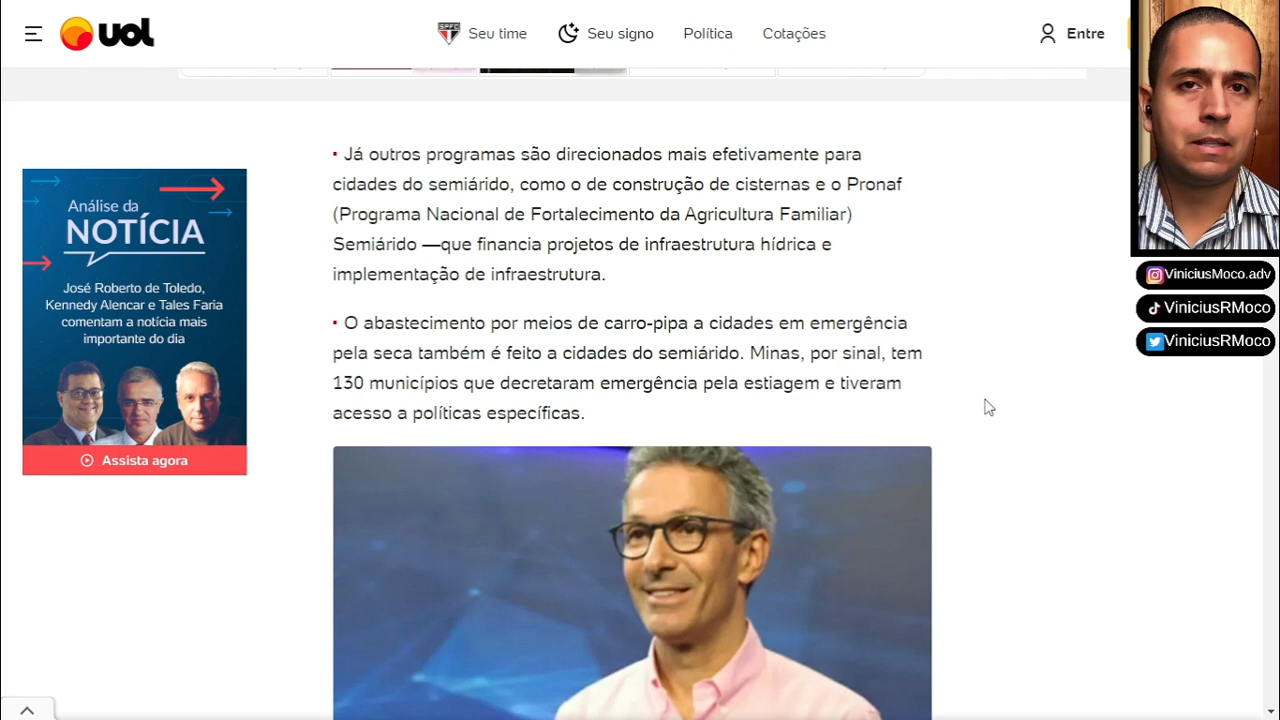 uol
Seu time
Seu signo
Política
Cotações
Entre
Análise da
NOTÍCIA
José Roberto de Toledo,
Kennedy Alencar e Tales Faria
comentam a notícia mais
importante do dia
Assista agora
· Já outros programas são direcionados mais efetivamente para
cidades do semiárido, como o de construção de cisternas e o Pronaf
(Programa Nacional de Fortalecimento da Agricultura Familiar)
Semiárido —que financia projetos de infraestrutura hídrica e
implementação de infraestrutura.
· O abastecimento por meios de carro-pipa a cidades em emergência
pela seca também é feito a cidades do semiárido. Minas, por sinal, tem
130 municípios que decretaram emergência pela estiagem e tiveram
acesso a políticas específicas.
ViniciusMoco.adv
ViniciusRMoco
ViniciusRMoco